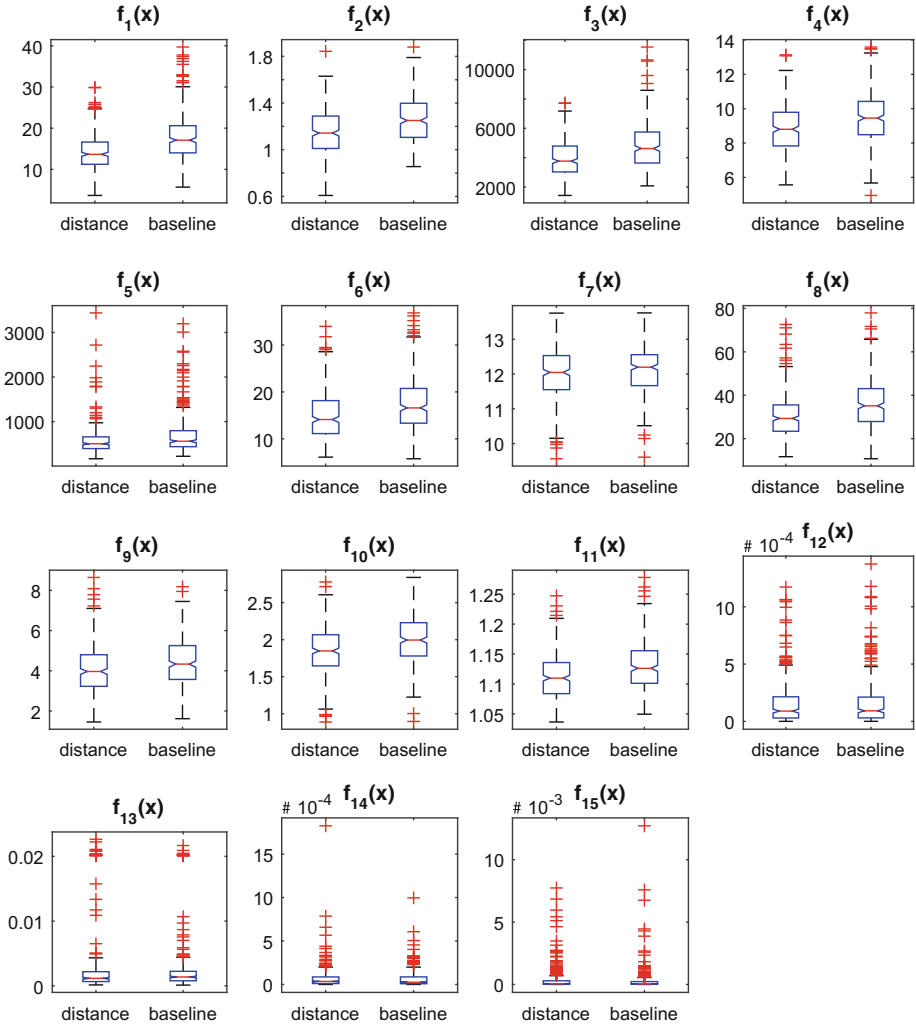 f1(x) f2(x) f3(x) f4(x)
40
30
20
10
distance baseline
1.8
1.4
1
0.6
distance baseline
10000
6000
2000
distance baseline
14
12
10
8
6
distance baseline
f5(x) f6(x) f7(x) f8(x)
3000
2000
1000
distance baseline
30
20
10
distance baseline
13
12
11
10
distance baseline
80
60
40
20
distance baseline
f9(x) f10(x) f11(x) # 10-4 f12(x)
8
6
4
2
distance baseline
2.5
2
1.5
1
distance baseline
1.25
1.2
1.15
1.1
1.05
distance baseline
10
5
0
distance baseline
f13(x) # 10-4 f14(x) # 10-3 f15(x)
0.02
0.01
0
distance baseline
15
10
5
0
distance baseline
10
5
0
distance baseline